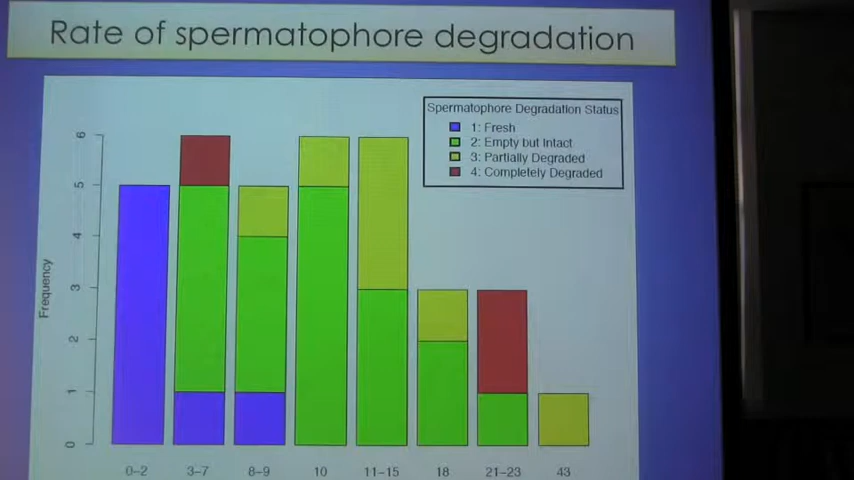 Rate of spermatophore degradation
Spermatophore Degradation Status
1: Fresh
2: Empty but Intact
3: Partially Degraded
4: Completely Degraded
Frequency
6
5
4
3
2
1
0
0–2 3–7 8–9 10 11–15 18 21–23 43